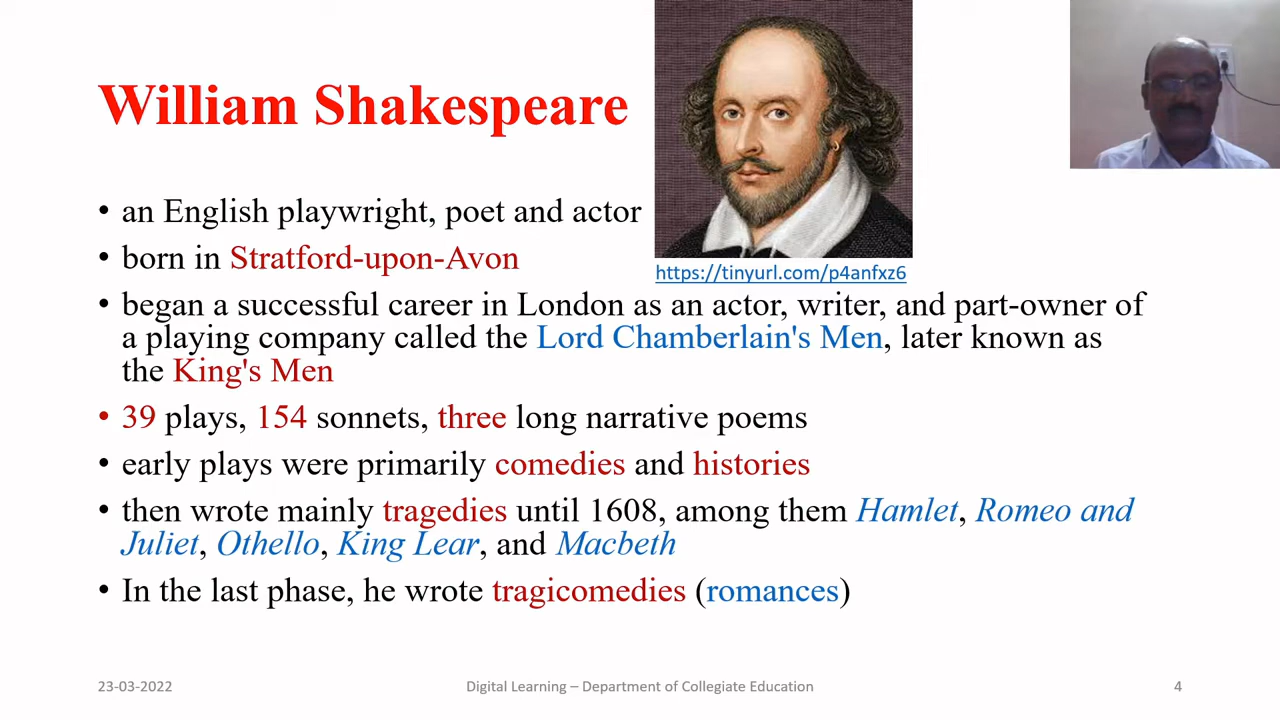 William Shakespeare
• an English playwright, poet and actor
• born in Stratford-upon-Avon
https://tinyurl.com/p4anfxz6
• began a successful career in London as an actor, writer, and part-owner of
a playing company called the Lord Chamberlain's Men, later known as
the King's Men
• 39 plays, 154 sonnets, three long narrative poems
• early plays were primarily comedies and histories
• then wrote mainly tragedies until 1608, among them Hamlet, Romeo and
Juliet, Othello, King Lear, and Macbeth
• In the last phase, he wrote tragicomedies (romances)
23-03-2022
Digital Learning – Department of Collegiate Education
4